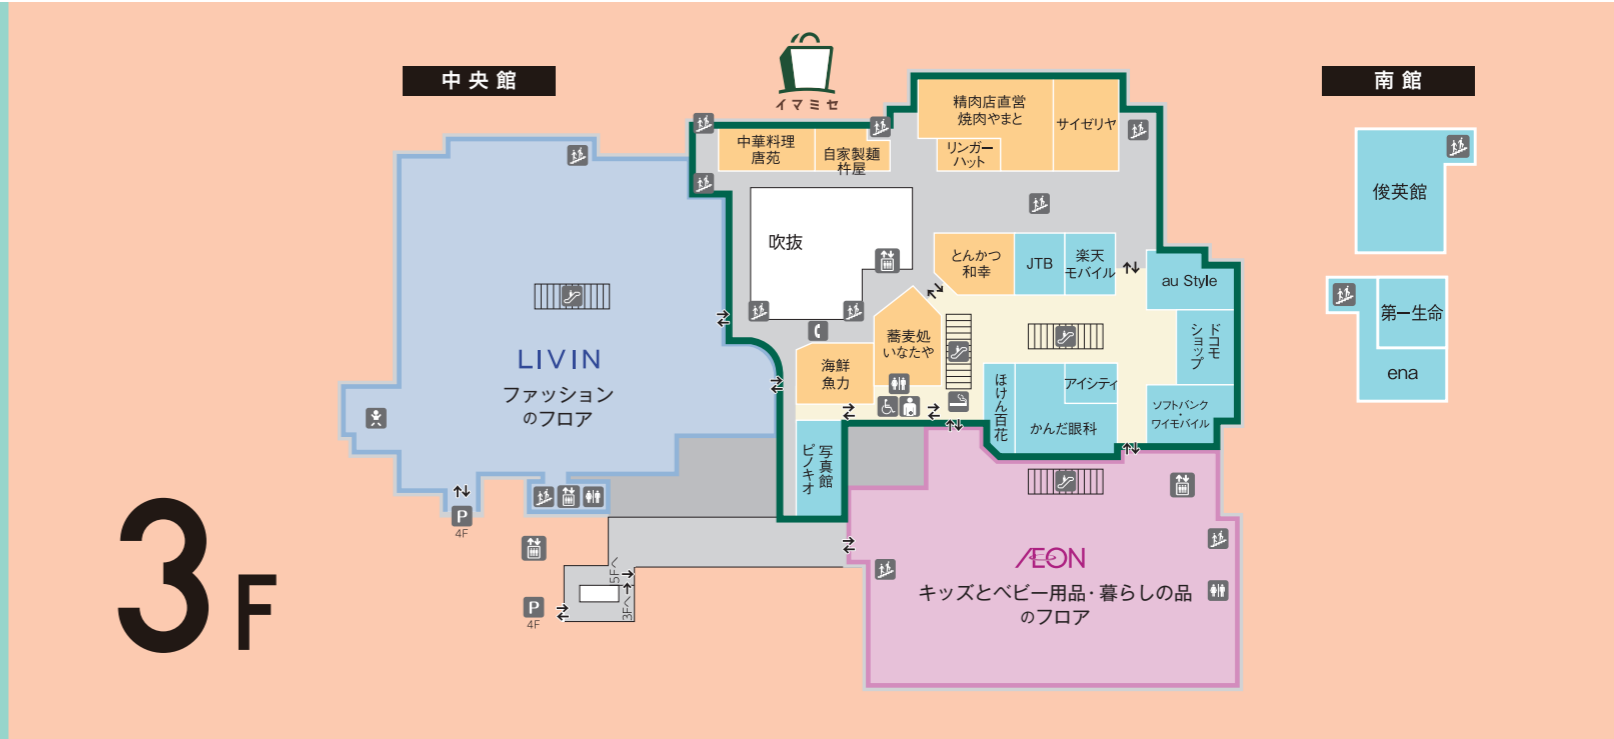 中央館
イマミセ
南館
中華料理
唐苑
自家製麺
杵屋
精肉店直営
焼肉やまと
リンガー
ハット
サイゼリヤ
俊英館
吹抜
とんかつ
和幸
JTB
楽天
モバイル
au Style
第一生命
ena
LIVIN
ファッション
のフロア
蕎麦処
いなたや
海鮮
魚力
ドコモ
ショップ
ほけん百花
アイシティ
かんだ眼科
ソフトバンク
・
ワイモバイル
写真館
ピノキオ
P
4F
P
4F
5Fへ
3Fへ
AEON
キッズとベビー用品・暮らしの品
のフロア
3F